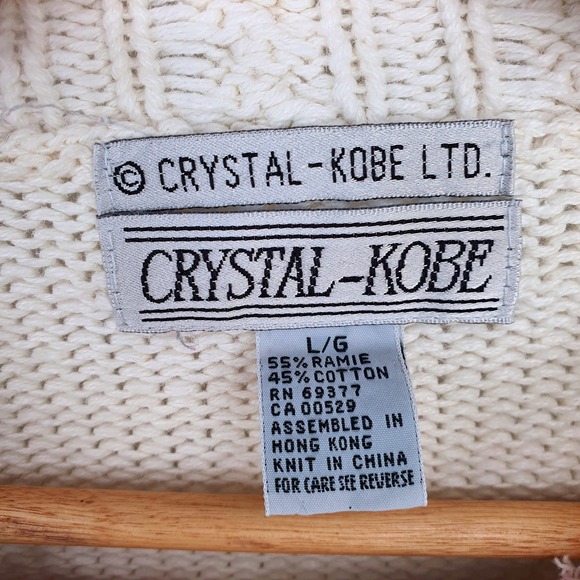 © CRYSTAL-KOBE LTD.
CRYSTAL-KOBE
L/G
55% RAMIE
45% COTTON
RN 69377
CA 00529
ASSEMBLED IN
HONG KONG
KNIT IN CHINA
FOR CARE SEE REVERSE